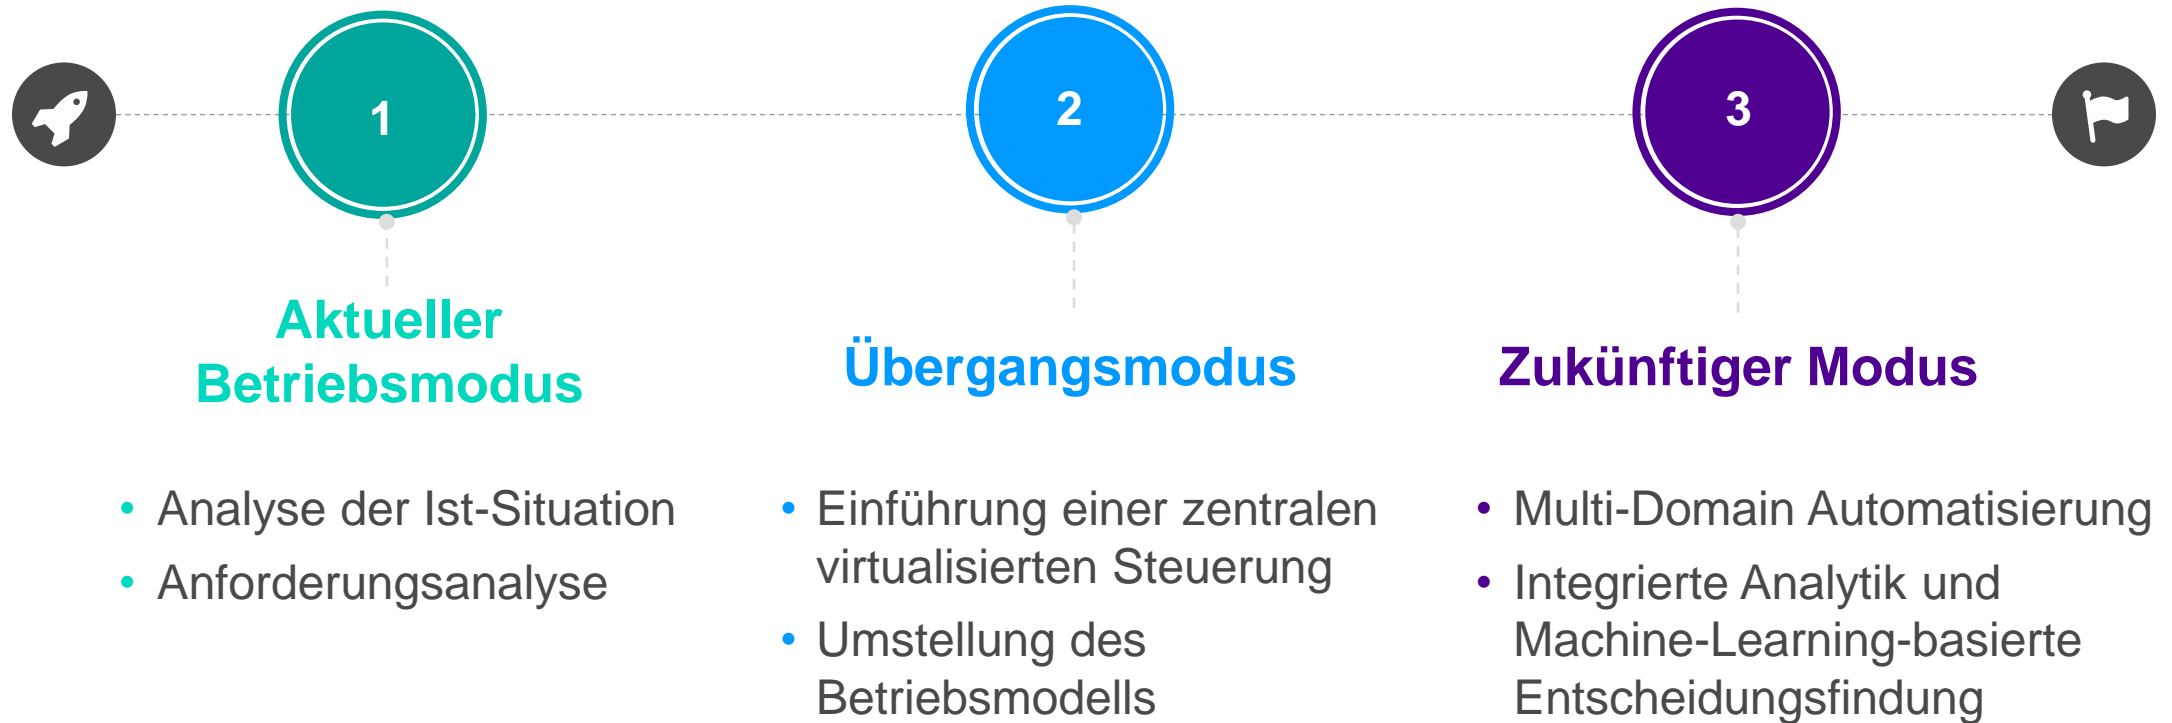 1
2
3
Aktueller
Betriebsmodus
• Analyse der Ist-Situation
• Anforderungsanalyse
Übergangsmodus
• Einführung einer zentralen
virtualisierten Steuerung
• Umstellung des
Betriebsmodells
Zukünftiger Modus
• Multi-Domain Automatisierung
• Integrierte Analytik und
Machine-Learning-basierte
Entscheidungsfindung